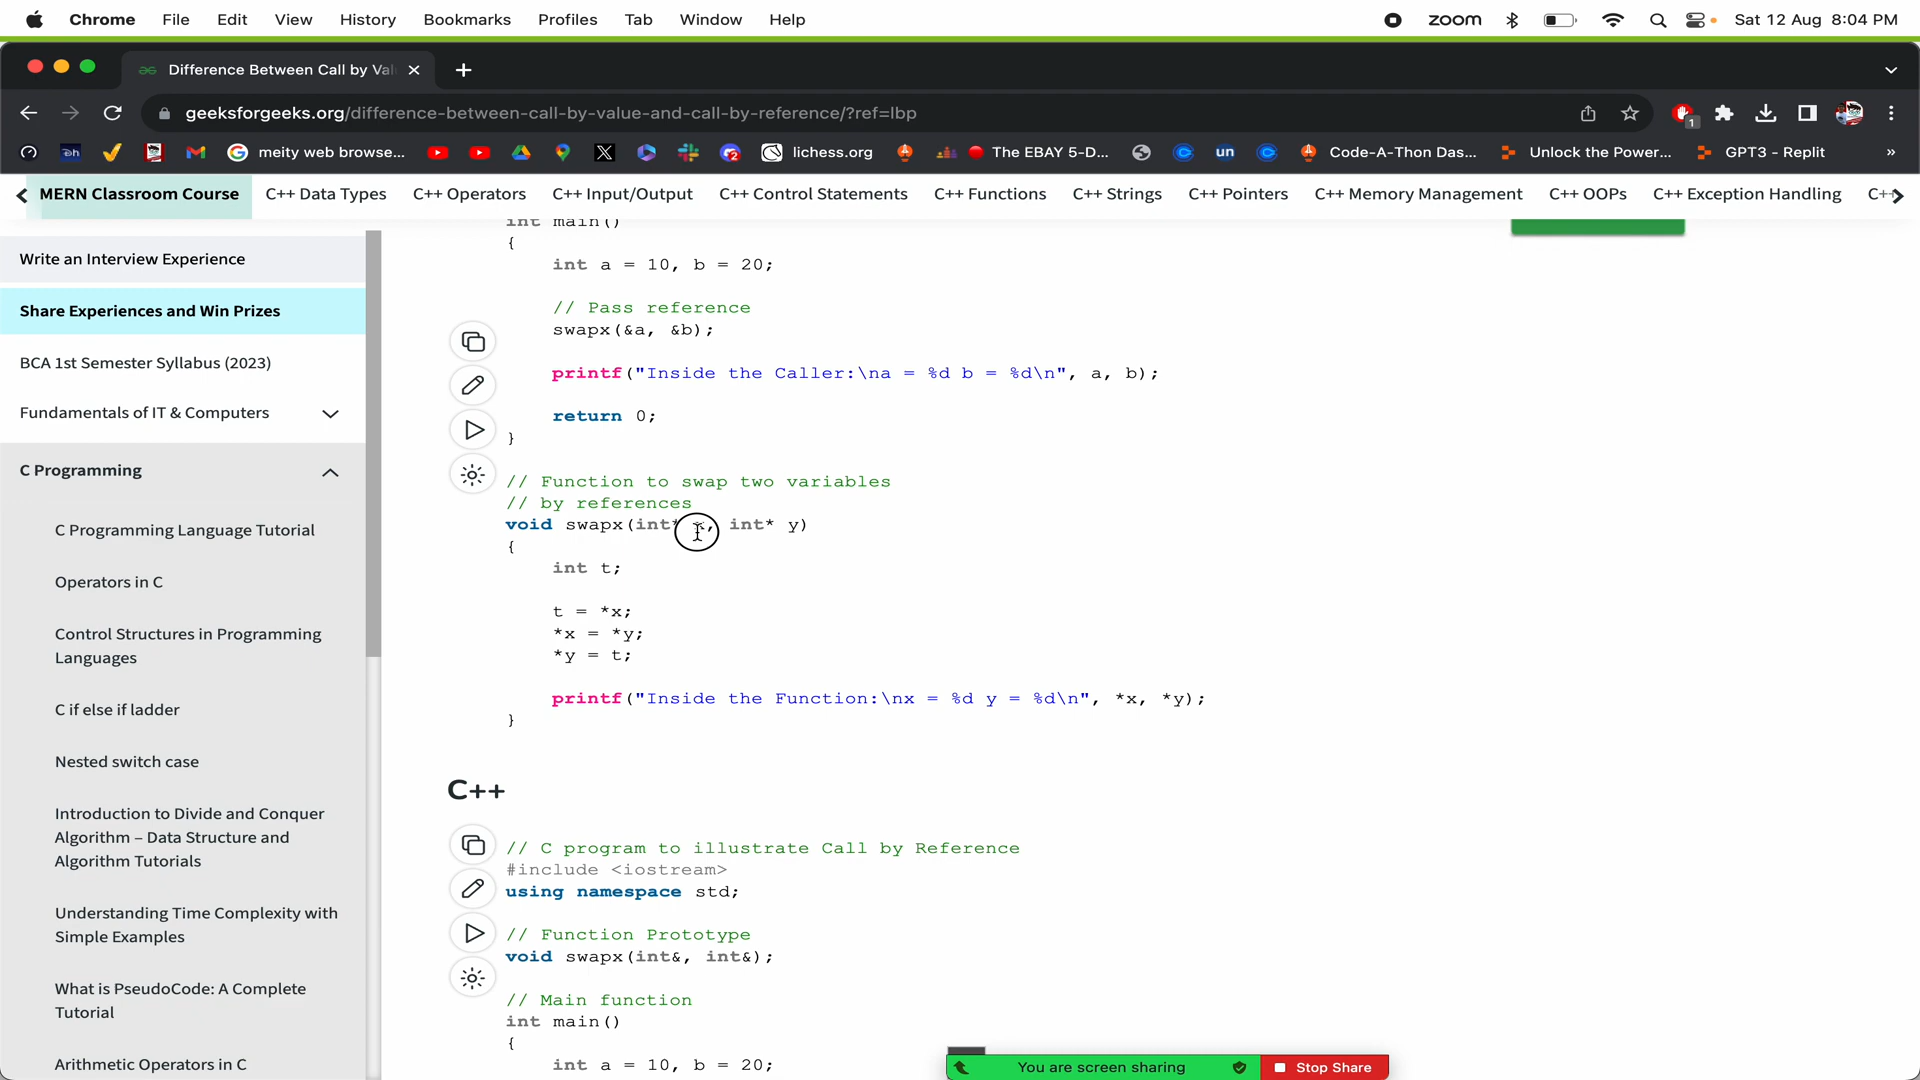 Chrome File Edit View History Bookmarks Profiles Tab Window Help zoom Sat 12 Aug 8:04 PM
Difference Between Call by Val
geeksforgeeks.org/difference-between-call-by-value-and-call-by-reference/?ref=lbp
1
meity web browse... lichess.org The EBAY 5-D... un Code-A-Thon Das... Unlock the Power... GPT3 - Replit »
MERN Classroom Course C++ Data Types C++ Operators C++ Input/Output C++ Control Statements C++ Functions C++ Strings C++ Pointers C++ Memory Management C++ OOPs C++ Exception Handling C++
Write an Interview Experience
Share Experiences and Win Prizes
BCA 1st Semester Syllabus (2023)
Fundamentals of IT & Computers
C Programming
C Programming Language Tutorial
Operators in C
Control Structures in Programming
Languages
C if else if ladder
Nested switch case
Introduction to Divide and Conquer
Algorithm – Data Structure and
Algorithm Tutorials
Understanding Time Complexity with
Simple Examples
What is PseudoCode: A Complete
Tutorial
Arithmetic Operators in C
int main()
{
int a = 10, b = 20;
// Pass reference
swapx(&a, &b);
printf("Inside the Caller:\na = %d b = %d\n", a, b);
return 0;
}
// Function to swap two variables
// by references
void swapx(int* x, int* y)
{
int t;
t = *x;
*x = *y;
*y = t;
printf("Inside the Function:\nx = %d y = %d\n", *x, *y);
}
C++
// C program to illustrate Call by Reference
#include <iostream>
using namespace std;
// Function Prototype
void swapx(int&, int&);
// Main function
int main()
{
int a = 10, b = 20;
You are screen sharing Stop Share